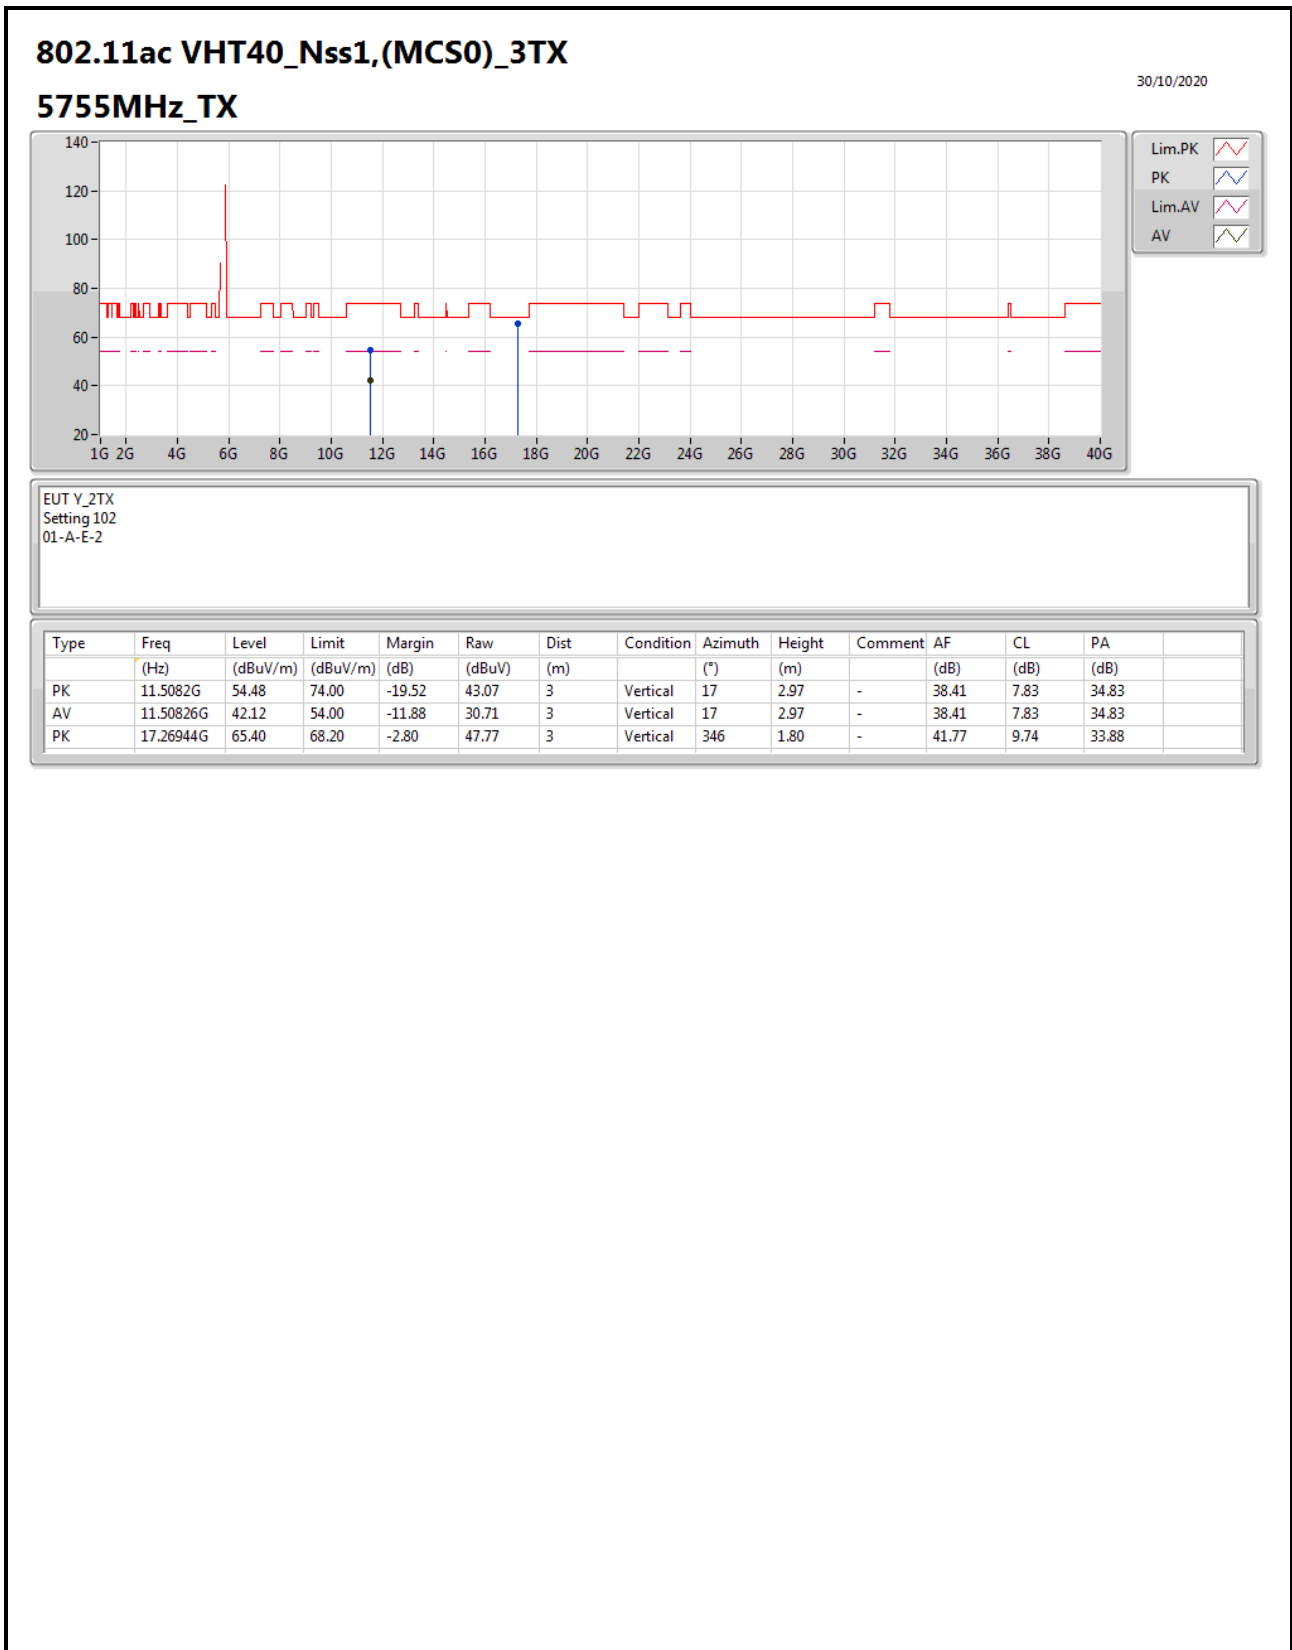 802.11ac VHT40_Nss1,(MCS0)_3TX
30/10/2020
5755MHz_TX
140
120
100
80
60
40
20
1G 2G 4G 6G 8G 10G 12G 14G 16G 18G 20G 22G 24G 26G 28G 30G 32G 34G 36G 38G 40G
Lim.PK
PK
Lim.AV
AV
EUT Y_2TX
Setting 102
01-A-E-2
Type Freq Level Limit Margin Raw Dist Condition Azimuth Height Comment AF CL PA
(Hz) (dBuV/m) (dBuV/m) (dB) (dBuV) (m) (°) (m) (dB) (dB) (dB)
PK 11.5082G 54.48 74.00 -19.52 43.07 3 Vertical 17 2.97 - 38.41 7.83 34.83
AV 11.50826G 42.12 54.00 -11.88 30.71 3 Vertical 17 2.97 - 38.41 7.83 34.83
PK 17.26944G 65.40 68.20 -2.80 47.77 3 Vertical 346 1.80 - 41.77 9.74 33.88